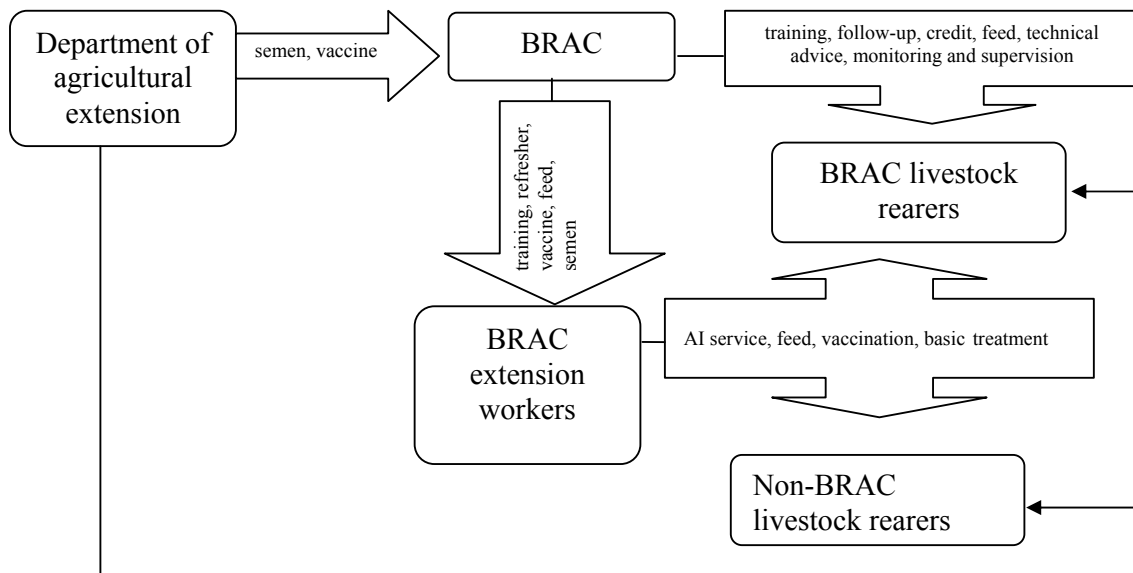 Department of
agricultural
extension
semen, vaccine
BRAC
training, follow-up, credit, feed, technical
advice, monitoring and supervision
training, refresher,
vaccine, feed,
semen
BRAC livestock
rearers
BRAC
extension
workers
AI service, feed, vaccination, basic treatment
Non-BRAC
livestock rearers